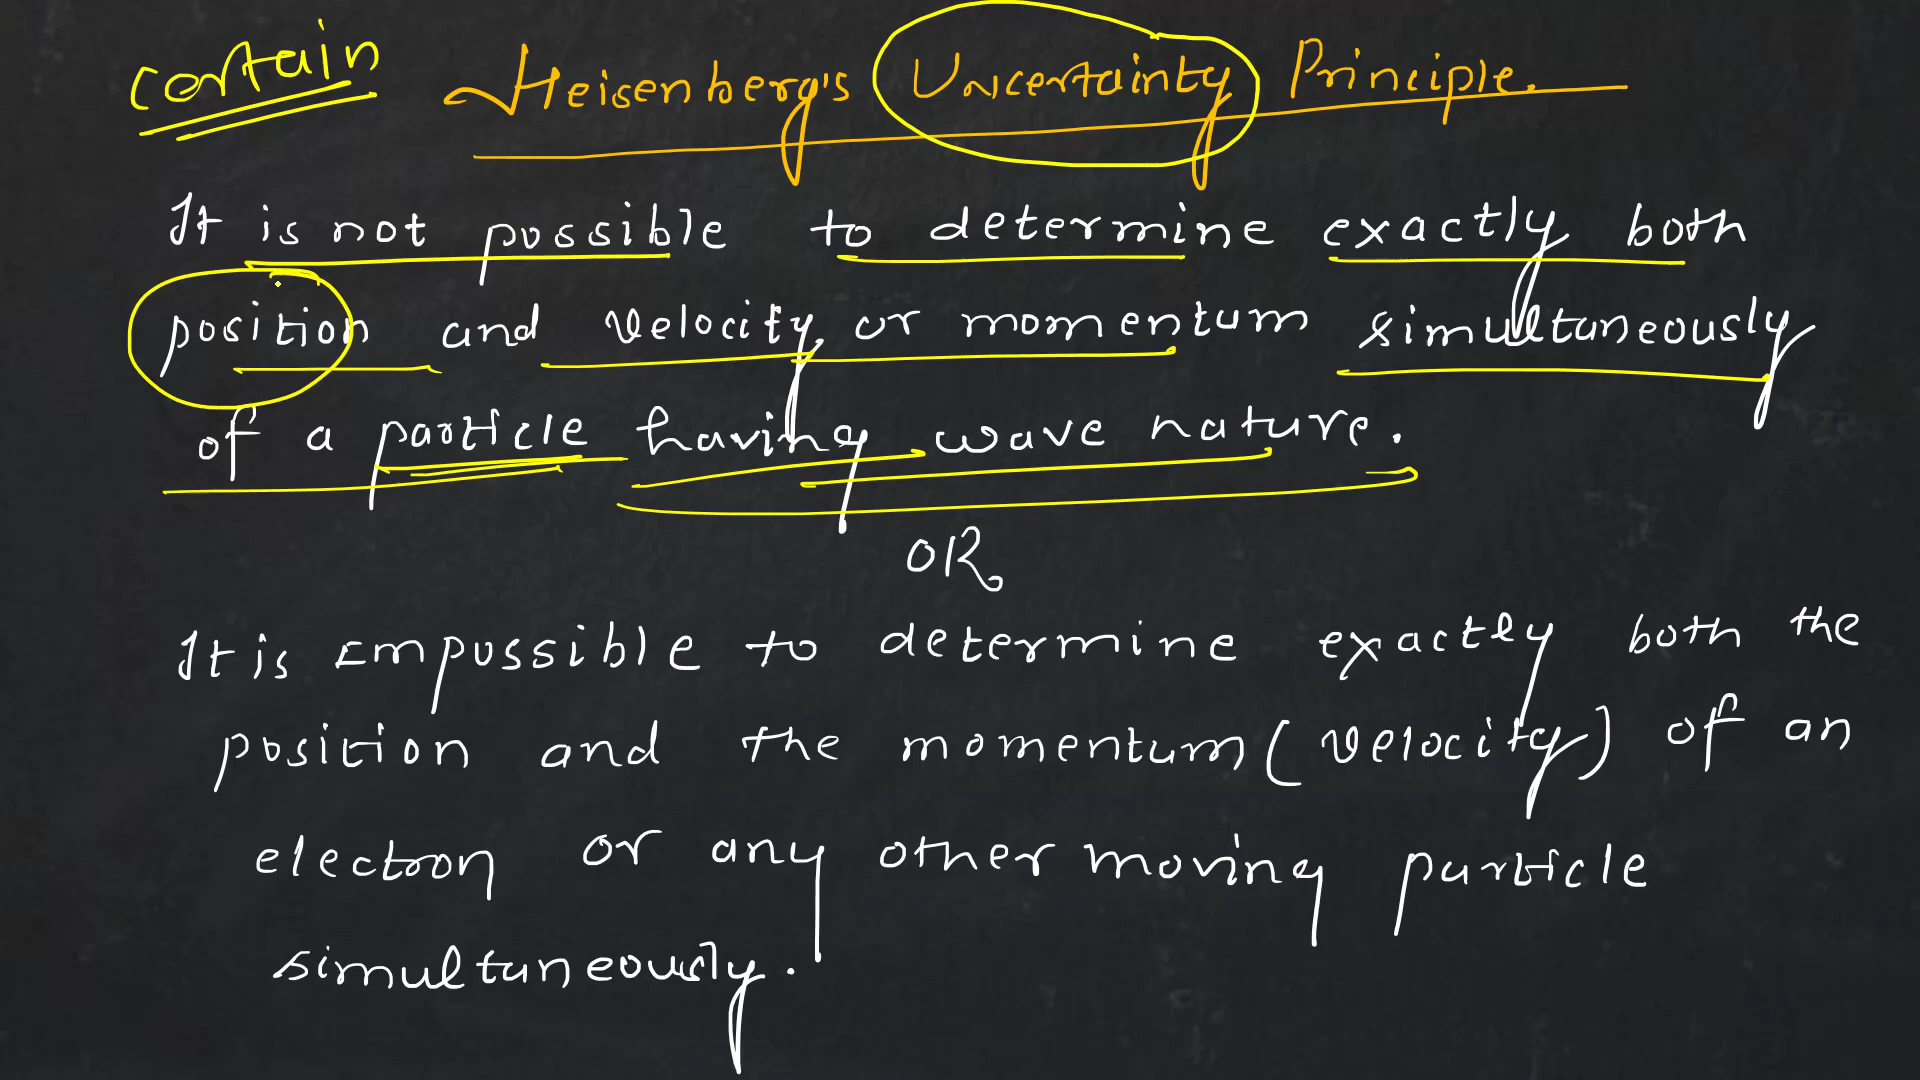 certain
Heisenberg's Uncertainty Principle.
It is not possible to determine exactly both
position and velocity or momentum simultaneously
of a particle having wave nature.
OR
It is Impossible to determine exactly both the
position and the momentum (velocity) of an
electron or any other moving particle
simultaneously.